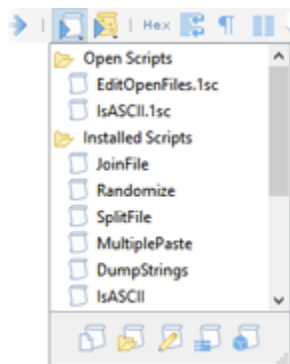 Hex
Open Scripts
EditOpenFiles.1sc
IsASCII.1sc
Installed Scripts
JoinFile
Randomize
SplitFile
MultiplePaste
DumpStrings
IsASCII